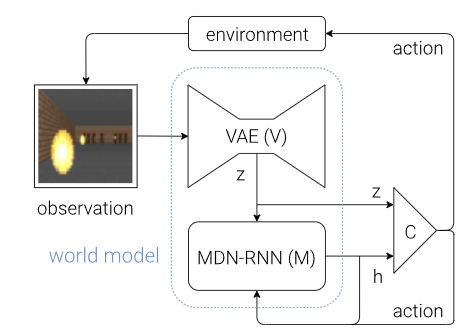 environment
action
VAE (V)
z
z
observation
C
world model
MDN-RNN (M)
h
action